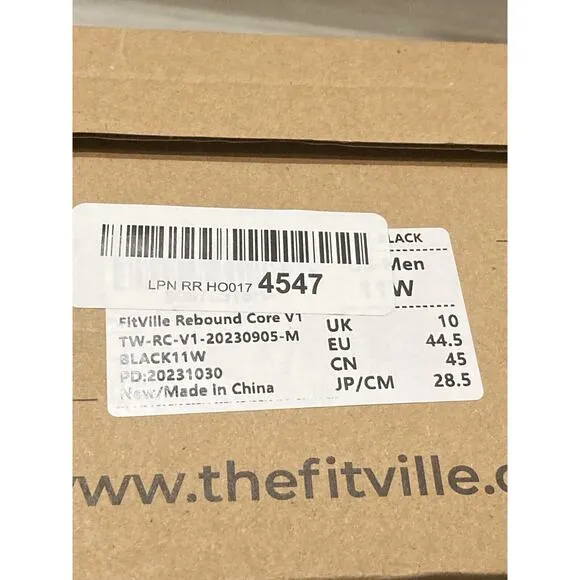 LPN RR HO017 4547
LACK
Men
W
FitVille Rebound Core V1
TW-RC-V1-20230905-M
BLACK11W
PD:20231030
New/Made in China
UK 10
EU 44.5
CN 45
JP/CM 28.5
www.thefitville.